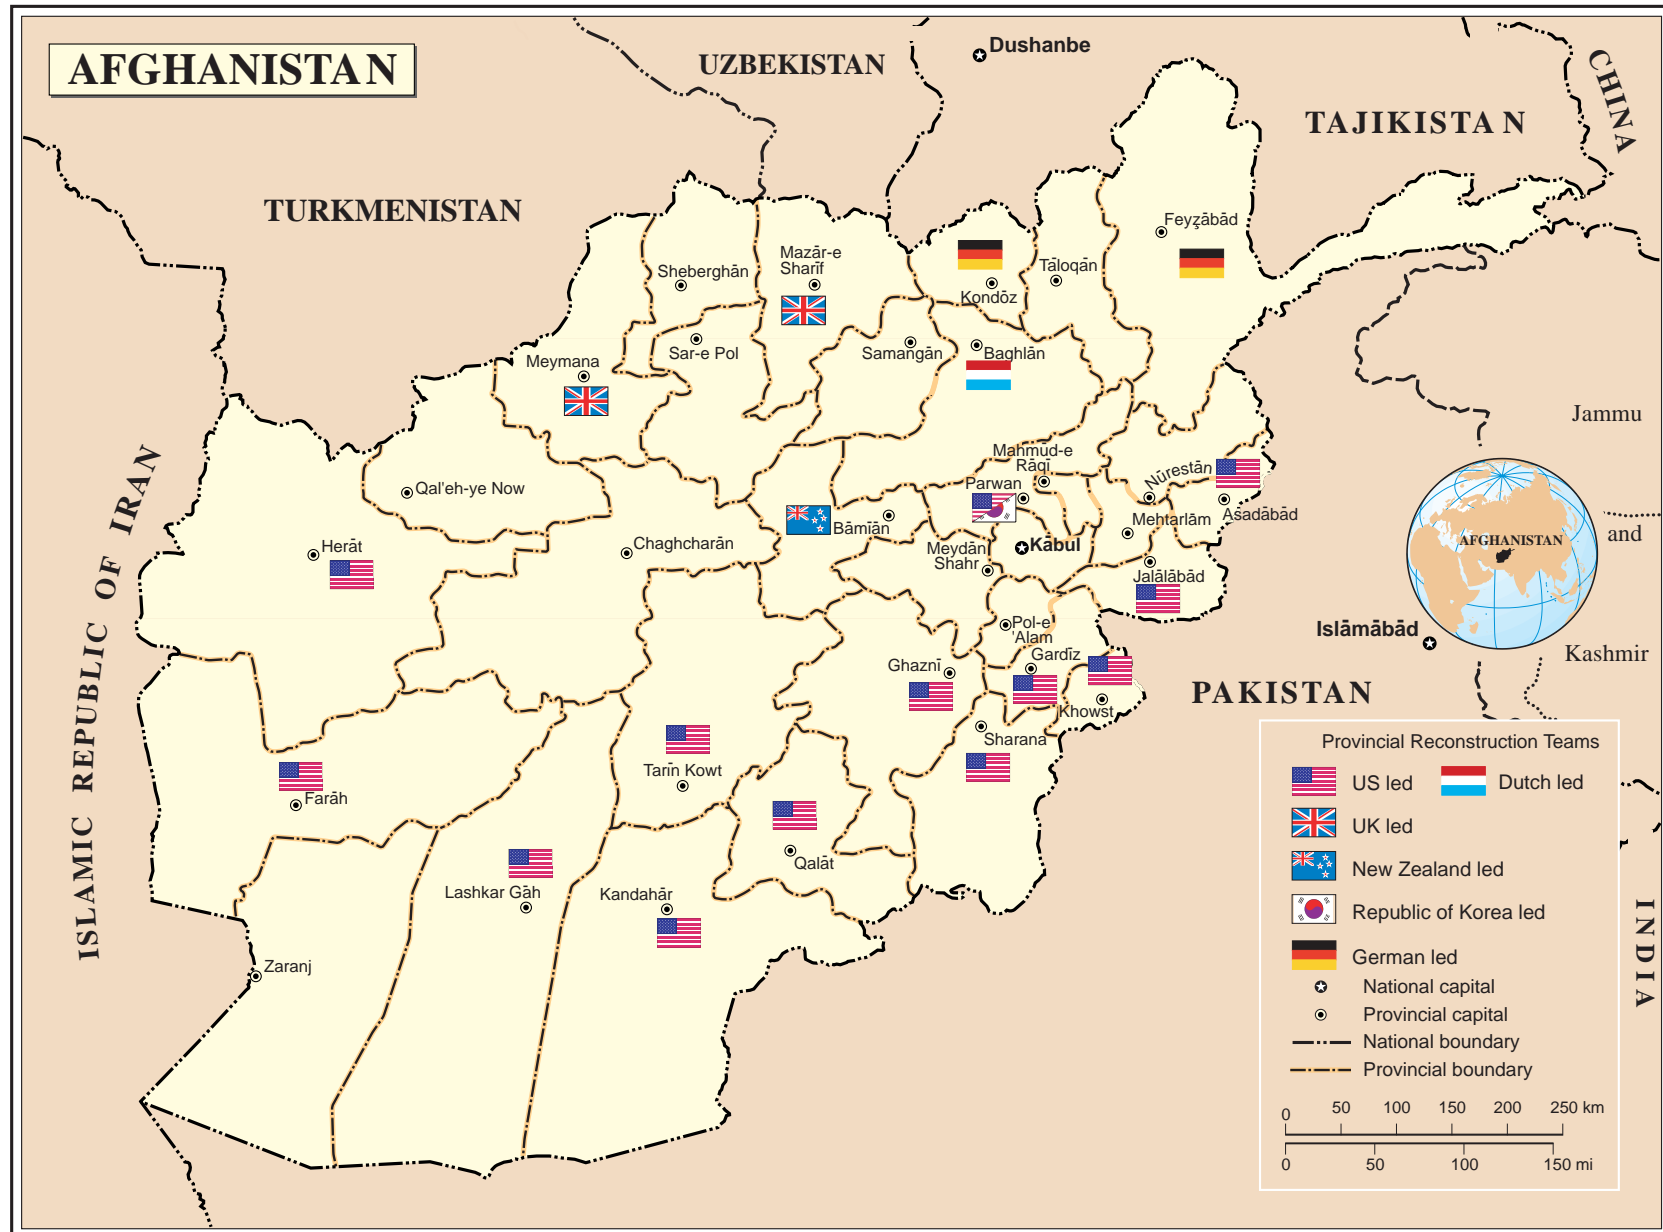 AFGHANISTAN
UZBEKISTAN
Dushanbe
TAJIKISTAN
CHINA
TURKMENISTAN
Feyẕābād
Mazār-e
Sharīf
Sheberghān
Tāloqān
Kondōz
Sar-e Pol
Samangān
Baghlān
Meymana
Jammu
Mahmūd-e
Rāqī
Nūrestān
Qal'eh-ye Now
Parwan
Asadābād
Bāmīān
Mehtarlām
and
Herāt
Chaghcharān
Meydān
Shahr
Kābul
AFGHANISTAN
Jalālābād
ISLAMIC REPUBLIC OF IRAN
Pol-e
'Alam
Islāmābād
Gardīz
Kashmir
Ghaznī
PAKISTAN
Khowst
Sharana
Tarīn Kowt
Farāh
Qalāt
Lashkar Gāh
Kandahār
Zaranj
INDIA
Provincial Reconstruction Teams
US led
Dutch led
UK led
New Zealand led
Republic of Korea led
German led
National capital
Provincial capital
National boundary
Provincial boundary
0 50 100 150 200 250 km
0 50 100 150 mi